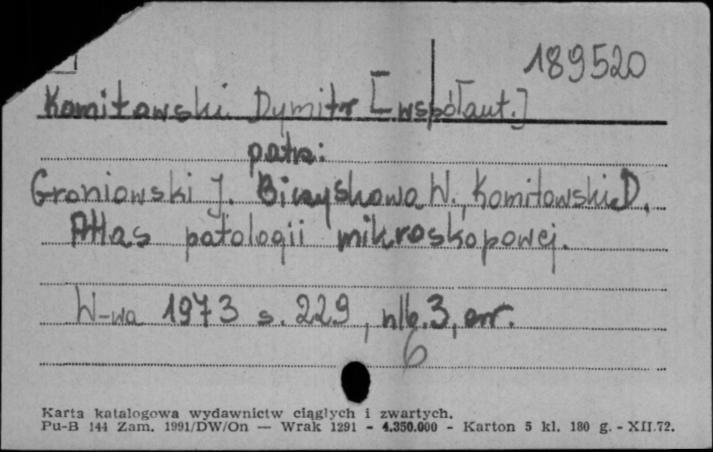 189520
Komitowski Dymitr [współaut.]
patrz:
Groniowski J. Biczyskowa W., Komitowski D.
Atlas patologii mikroskopowej.
W-wa 1973 s. 229, nlb. 3, err.
6
Karta katalogowa wydawnictw ciągłych i zwartych.
Pu-B 144 Zam. 1991/DW/On — Wrak 1291 - 4.350.000 - Karton 5 kl. 180 g. - XII.72.